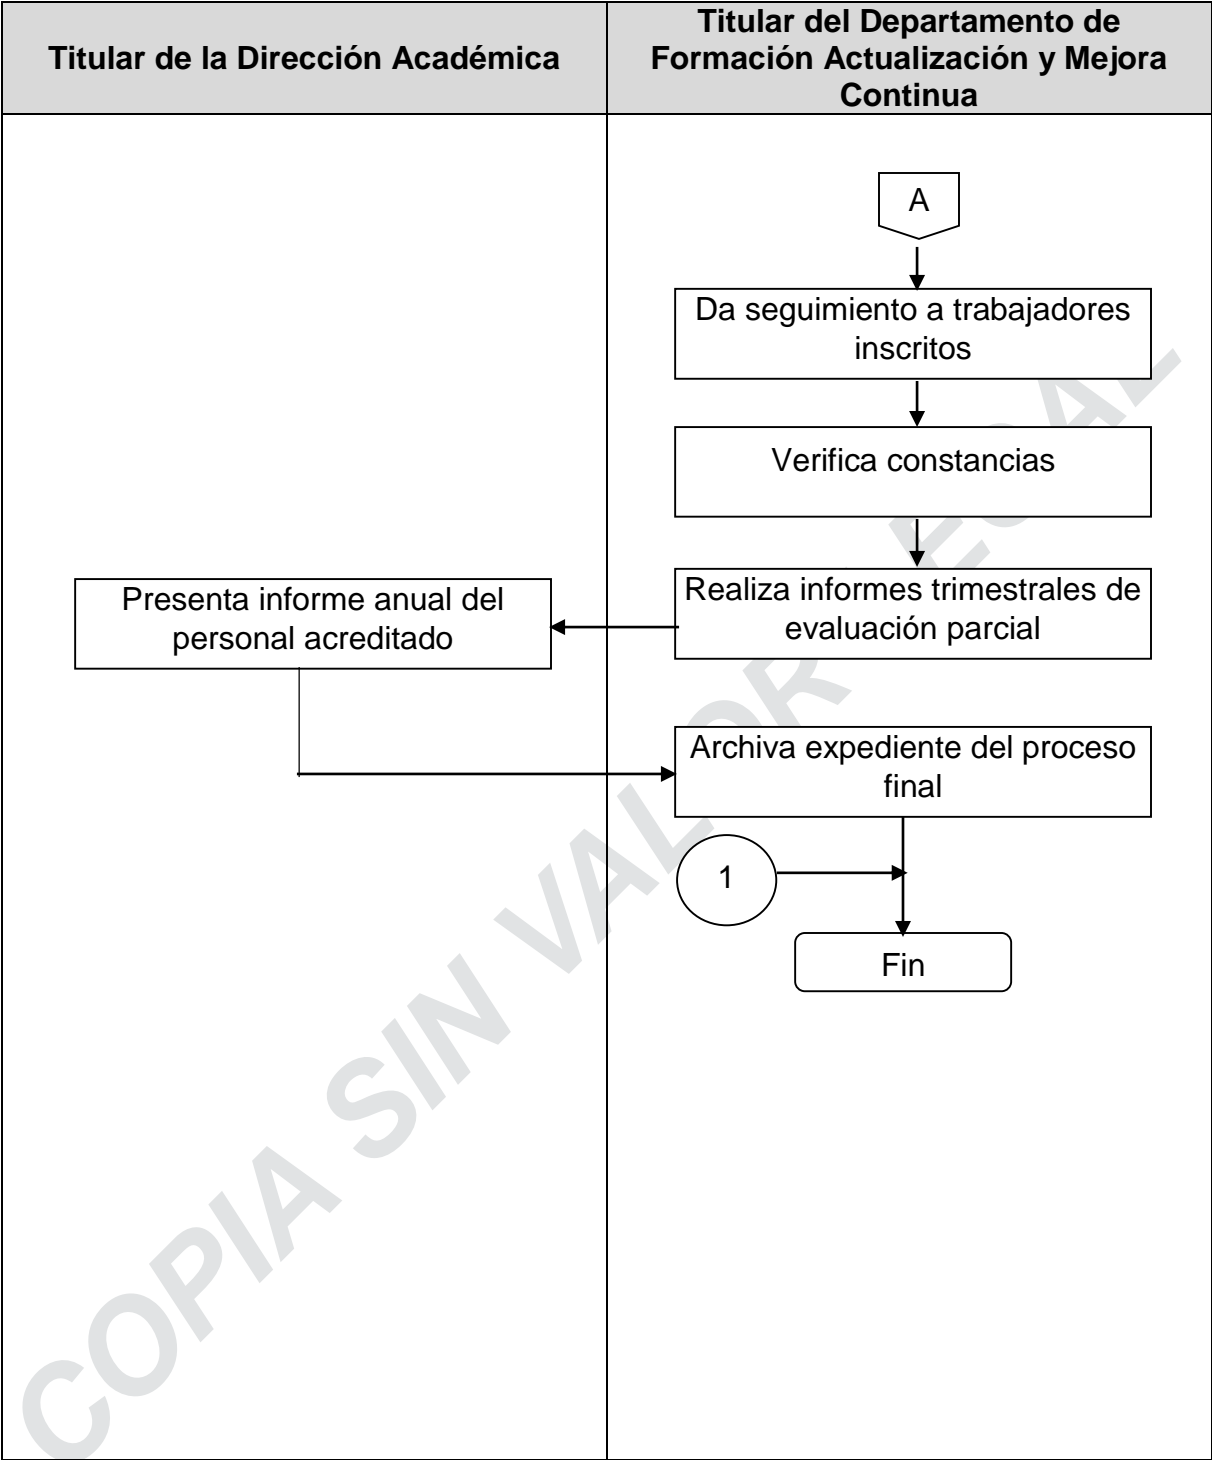 Titular de la Dirección Académica
Titular del Departamento de
Formación Actualización y Mejora
Continua
A
Da seguimiento a trabajadores
inscritos
Verifica constancias
Realiza informes trimestrales de
evaluación parcial
Presenta informe anual del
personal acreditado
Archiva expediente del proceso
final
1
Fin
COPIA SIN VALOR LEGAL